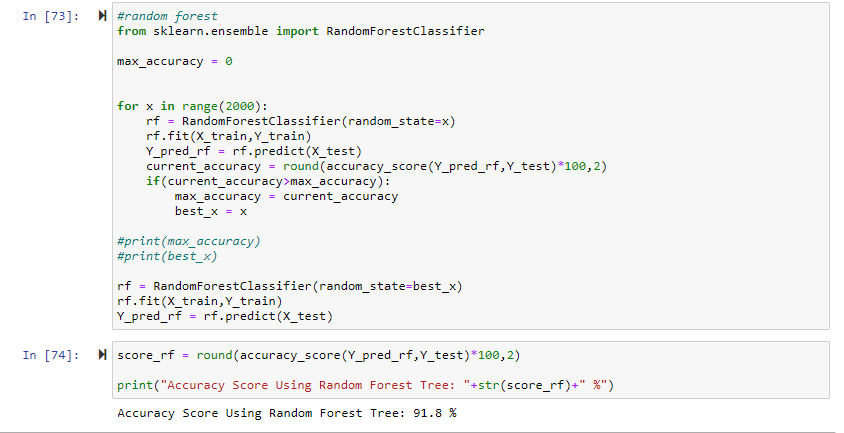 In [73]:
#random forest
from sklearn.ensemble import RandomForestClassifier
max_accuracy = 0
for x in range(2000):
    rf = RandomForestClassifier(random_state=x)
    rf.fit(X_train,Y_train)
    Y_pred_rf = rf.predict(X_test)
    current_accuracy = round(accuracy_score(Y_pred_rf,Y_test)*100,2)
    if(current_accuracy>max_accuracy):
        max_accuracy = current_accuracy
        best_x = x
#print(max_accuracy)
#print(best_x)
rf = RandomForestClassifier(random_state=best_x)
rf.fit(X_train,Y_train)
Y_pred_rf = rf.predict(X_test)
In [74]:
score_rf = round(accuracy_score(Y_pred_rf,Y_test)*100,2)
print("Accuracy Score Using Random Forest Tree: "+str(score_rf)+" %")
Accuracy Score Using Random Forest Tree: 91.8 %